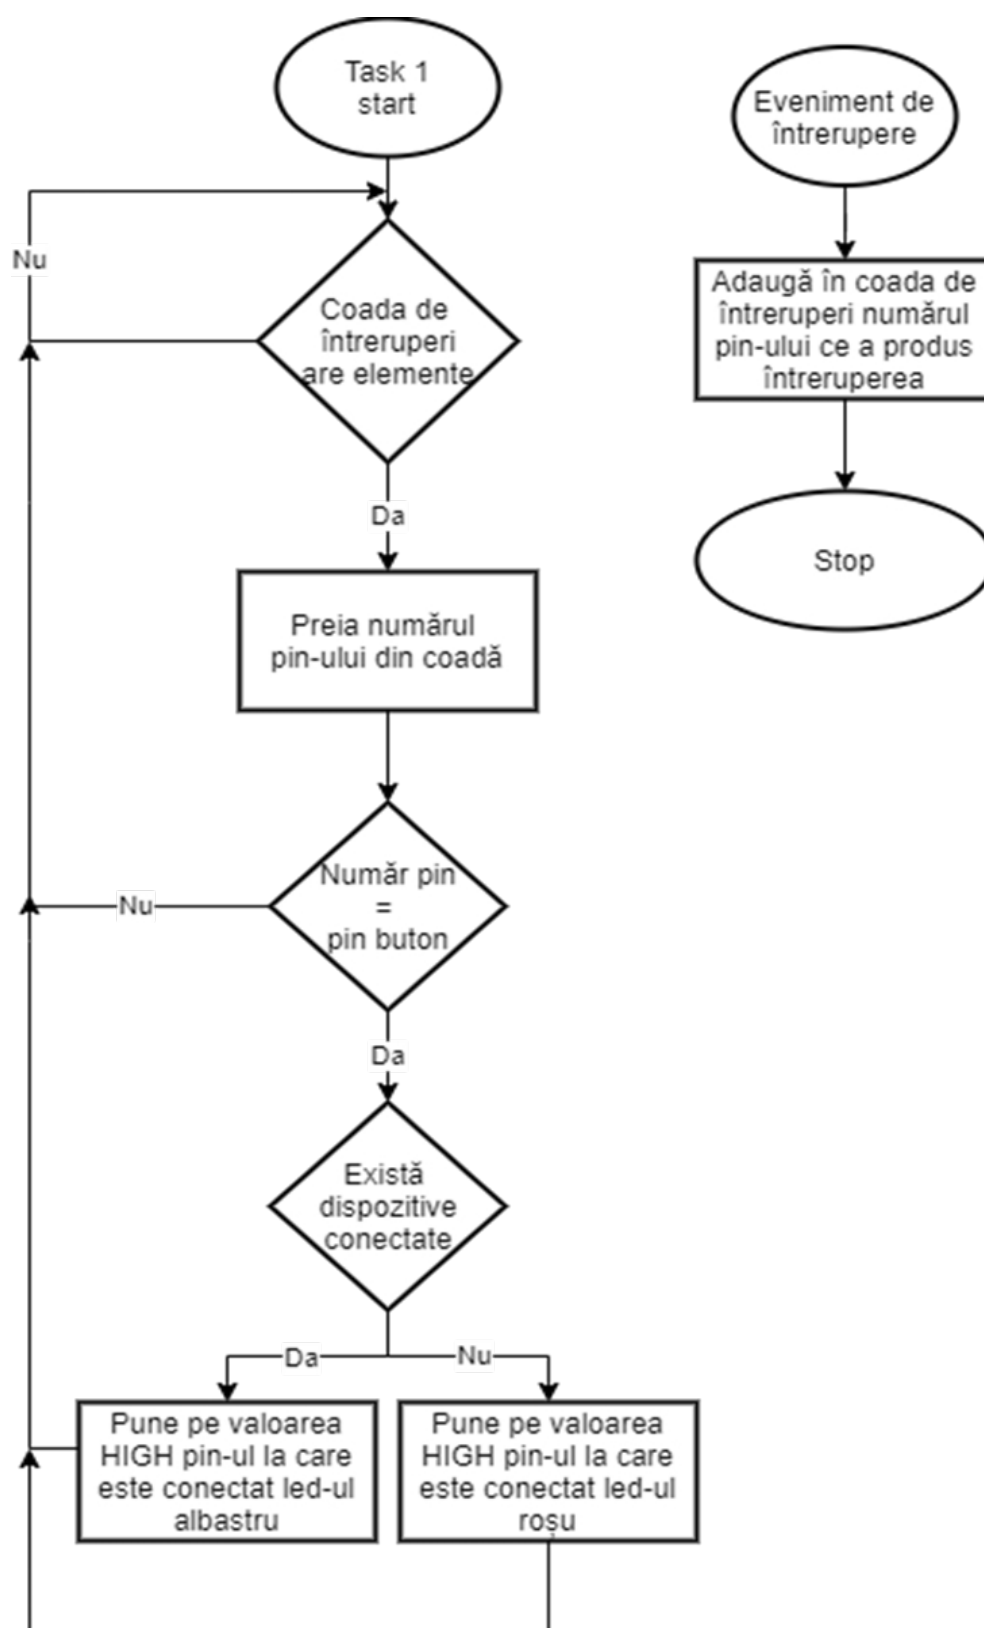 Task 1
start
Nu
Coada de
întreruperi
are elemente
Da
Preia numărul
pin-ului din coadă
Număr pin
=
pin buton
Nu
Da
Există
dispozitive
conectate
Da
Nu
Pune pe valoarea
HIGH pin-ul la care
este conectat led-ul
albastru
Pune pe valoarea
HIGH pin-ul la care
este conectat led-ul
roșu
Eveniment de
întrerupere
Adaugă în coada de
întreruperi numărul
pin-ului ce a produs
întreruperea
Stop